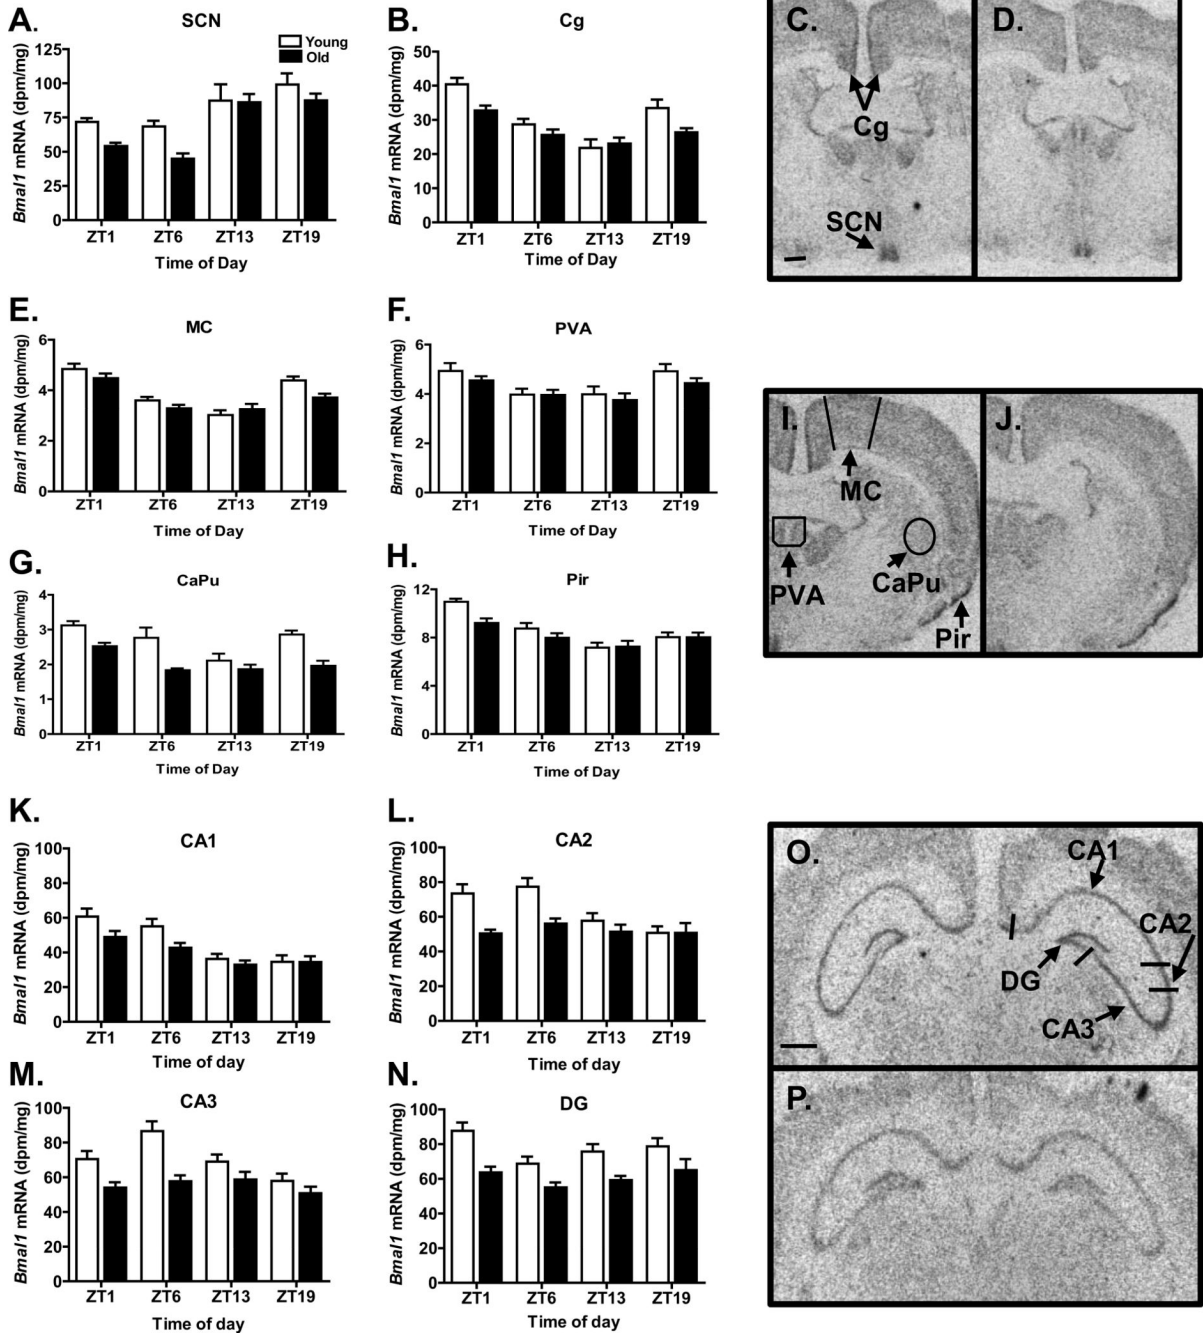 A.
SCN
Young
Old
Bmal1 mRNA (dpm/mg)
125
100
75
50
25
0
ZT1 ZT6 ZT13 ZT19
Time of Day
B.
Cg
Bmal1 mRNA (dpm/mg)
50
40
30
20
10
0
ZT1 ZT6 ZT13 ZT19
Time of Day
C.
Cg
SCN
D.
E.
MC
Bmal1 mRNA (dpm/mg)
6
4
2
0
ZT1 ZT6 ZT13 ZT19
Time of Day
F.
PVA
Bmal1 mRNA (dpm/mg)
6
4
2
0
ZT1 ZT6 ZT13 ZT19
Time of Day
G.
CaPu
Bmal1 mRNA (dpm/mg)
4
3
2
1
0
ZT1 ZT6 ZT13 ZT19
Time of Day
H.
Pir
Bmal1 mRNA (dpm/mg)
12
8
4
0
ZT1 ZT6 ZT13 ZT19
Time of Day
I.
MC
PVA
CaPu
Pir
J.
K.
CA1
Bmal1 mRNA (dpm/mg)
100
80
60
40
20
0
ZT1 ZT6 ZT13 ZT19
Time of day
L.
CA2
Bmal1 mRNA (dpm/mg)
100
80
60
40
20
0
ZT1 ZT6 ZT13 ZT19
Time of day
M.
CA3
Bmal1 mRNA (dpm/mg)
100
80
60
40
20
0
ZT1 ZT6 ZT13 ZT19
Time of day
N.
DG
Bmal1 mRNA (dpm/mg)
100
80
60
40
20
0
ZT1 ZT6 ZT13 ZT19
Time of day
O.
CA1
CA2
DG
CA3
P.